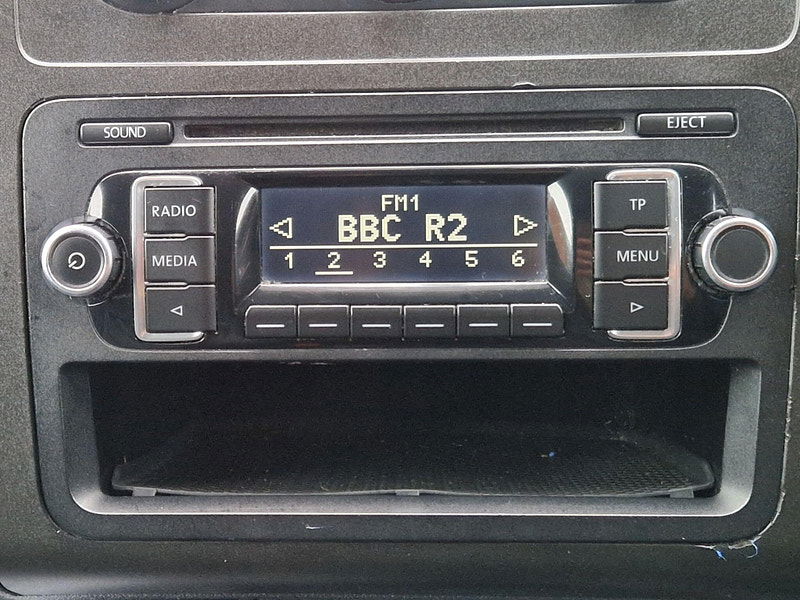 SOUND
EJECT
RADIO
MEDIA
FM1
BBC R2
1 2 3 4 5 6
TP
MENU